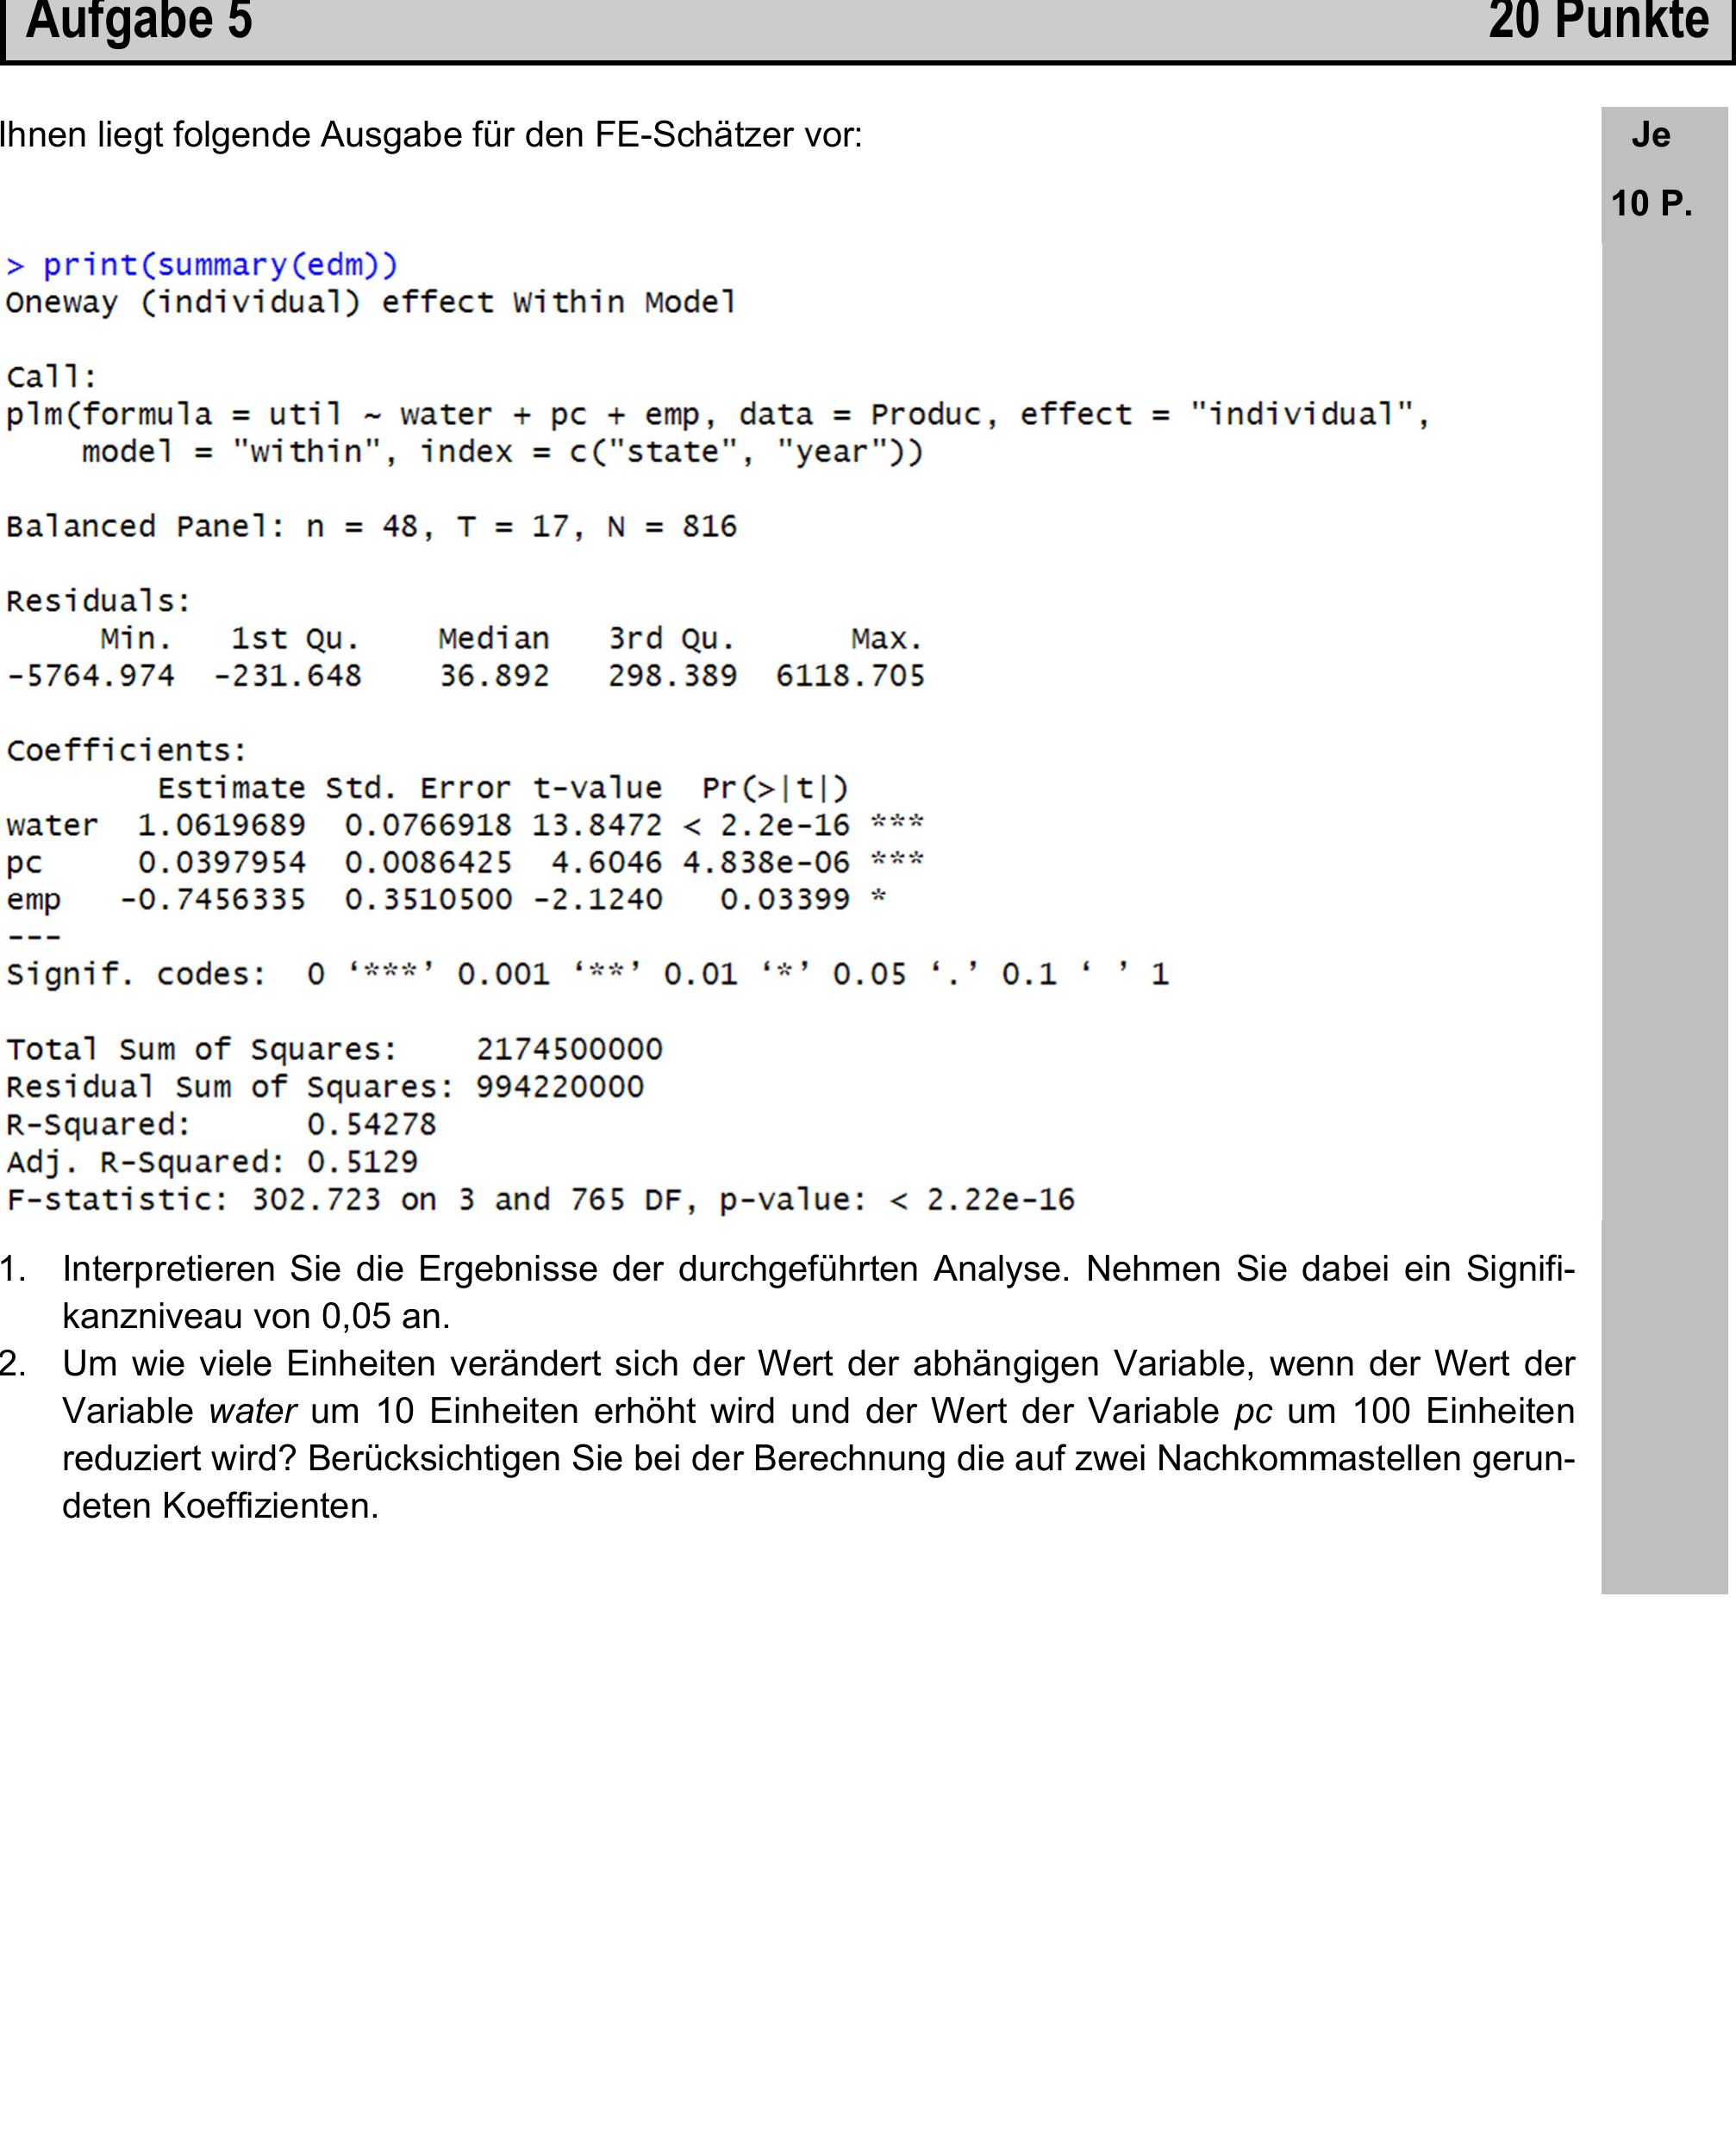 Aufgabe 5 20 Punkte
Ihnen liegt folgende Ausgabe für den FE-Schätzer vor:
Je
10 P.
> print(summary(edm))
Oneway (individual) effect Within Model
Call:
plm(formula = util ~ water + pc + emp, data = Produc, effect = "individual",
    model = "within", index = c("state", "year"))
Balanced Panel: n = 48, T = 17, N = 816
Residuals:
     Min.   1st Qu.    Median   3rd Qu.      Max.
-5764.974  -231.648    36.892   298.389  6118.705
Coefficients:
        Estimate Std. Error t-value  Pr(>|t|)
water  1.0619689  0.0766918 13.8472 < 2.2e-16 ***
pc     0.0397954  0.0086425  4.6046 4.838e-06 ***
emp   -0.7456335  0.3510500 -2.1240   0.03399 *
---
Signif. codes:  0 ‘***’ 0.001 ‘**’ 0.01 ‘*’ 0.05 ‘.’ 0.1 ‘ ’ 1
Total Sum of Squares:    2174500000
Residual Sum of Squares: 994220000
R-Squared:      0.54278
Adj. R-Squared: 0.5129
F-statistic: 302.723 on 3 and 765 DF, p-value: < 2.22e-16
1. Interpretieren Sie die Ergebnisse der durchgeführten Analyse. Nehmen Sie dabei ein Signifi-
kanzniveau von 0,05 an.
2. Um wie viele Einheiten verändert sich der Wert der abhängigen Variable, wenn der Wert der
Variable water um 10 Einheiten erhöht wird und der Wert der Variable pc um 100 Einheiten
reduziert wird? Berücksichtigen Sie bei der Berechnung die auf zwei Nachkommastellen gerun-
deten Koeffizienten.